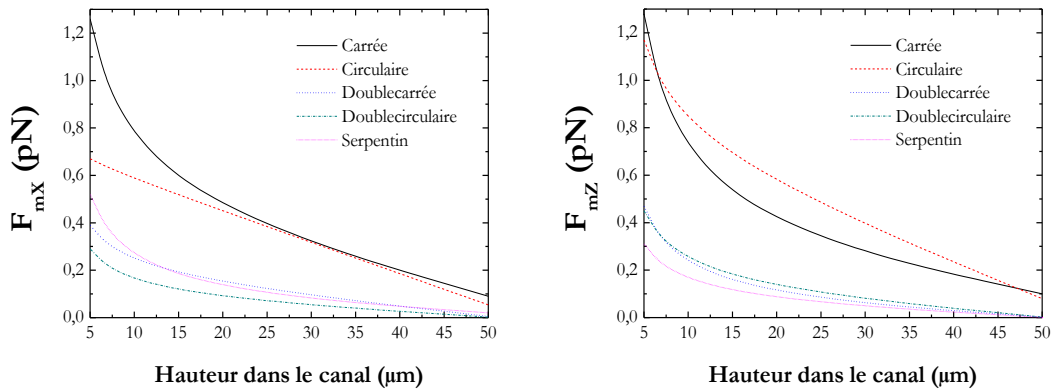 F_mX (pN)
1,2
1,0
0,8
0,6
0,4
0,2
0,0
Carrée
Circulaire
Doublecarrée
Doublecirculaire
Serpentin
5 10 15 20 25 30 35 40 45 50
Hauteur dans le canal (µm)
F_mZ (pN)
1,2
1,0
0,8
0,6
0,4
0,2
0,0
Carrée
Circulaire
Doublecarrée
Doublecirculaire
Serpentin
5 10 15 20 25 30 35 40 45 50
Hauteur dans le canal (µm)